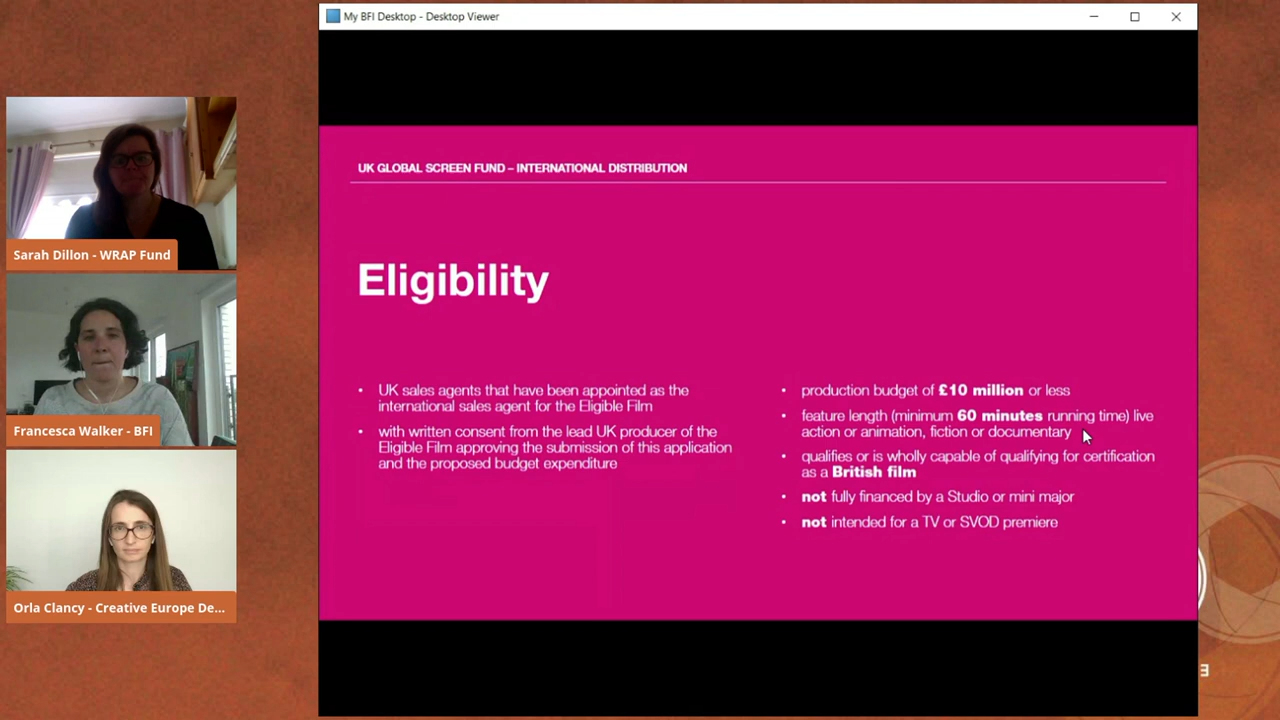 My BFI Desktop - Desktop Viewer
UK GLOBAL SCREEN FUND – INTERNATIONAL DISTRIBUTION
Eligibility
• UK sales agents that have been appointed as the
international sales agent for the Eligible Film
• with written consent from the lead UK producer of the
Eligible Film approving the submission of this application
and the proposed budget expenditure
• production budget of £10 million or less
• feature length (minimum 60 minutes running time) live
action or animation, fiction or documentary
• qualifies or is wholly capable of qualifying for certification
as a British film
• not fully financed by a Studio or mini major
• not intended for a TV or SVOD premiere
Sarah Dillon - WRAP Fund
Francesca Walker - BFI
Orla Clancy - Creative Europe De...